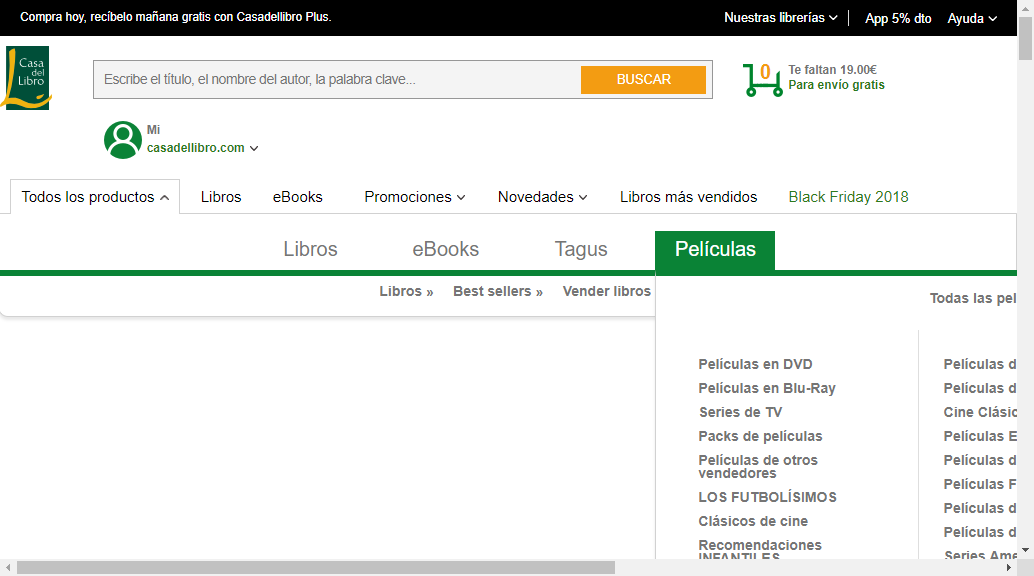 Compra hoy, recíbelo mañana gratis con Casadellibro Plus.
Nuestras librerías
App 5% dto
Ayuda
Casa
del
Libro
Escribe el título, el nombre del autor, la palabra clave...
BUSCAR
0
Te faltan 19.00€
Para envío gratis
Mi
casadellibro.com
Todos los productos
Libros
eBooks
Promociones
Novedades
Libros más vendidos
Black Friday 2018
Libros
eBooks
Tagus
Películas
Libros »
Best sellers »
Vender libros
Todas las pel
Películas en DVD
Películas en Blu-Ray
Series de TV
Packs de películas
Películas de otros
vendedores
LOS FUTBOLÍSIMOS
Clásicos de cine
Recomendaciones
INFANTILES
Películas d
Películas d
Cine Clásic
Películas E
Películas d
Películas F
Películas d
Películas d
Series Ame